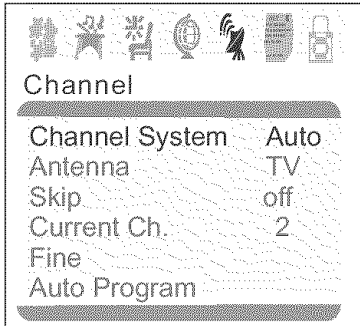 Channel
Channel System Auto
Antenna TV
Skip off
Current Ch. 2
Fine
Auto Program